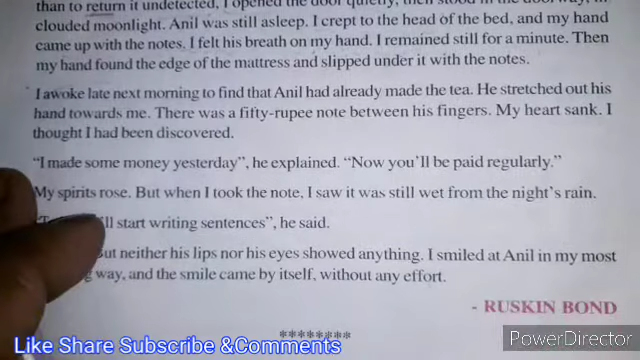 than to return it undetected. I opened the door quietly, then stood in the doorway, in
clouded moonlight. Anil was still asleep. I crept to the head of the bed, and my hand
came up with the notes. I felt his breath on my hand. I remained still for a minute. Then
my hand found the edge of the mattress and slipped under it with the notes.
I awoke late next morning to find that Anil had already made the tea. He stretched out his
hand towards me. There was a fifty-rupee note between his fingers. My heart sank. I
thought I had been discovered.
"I made some money yesterday", he explained. "Now you'll be paid regularly."
My spirits rose. But when I took the note, I saw it was still wet from the night's rain.
start writing sentences", he said.
neither his lips nor his eyes showed anything. I smiled at Anil in my most
way, and the smile came by itself, without any effort.
- RUSKIN BOND
********
Like Share Subscribe &Comments
PowerDirector